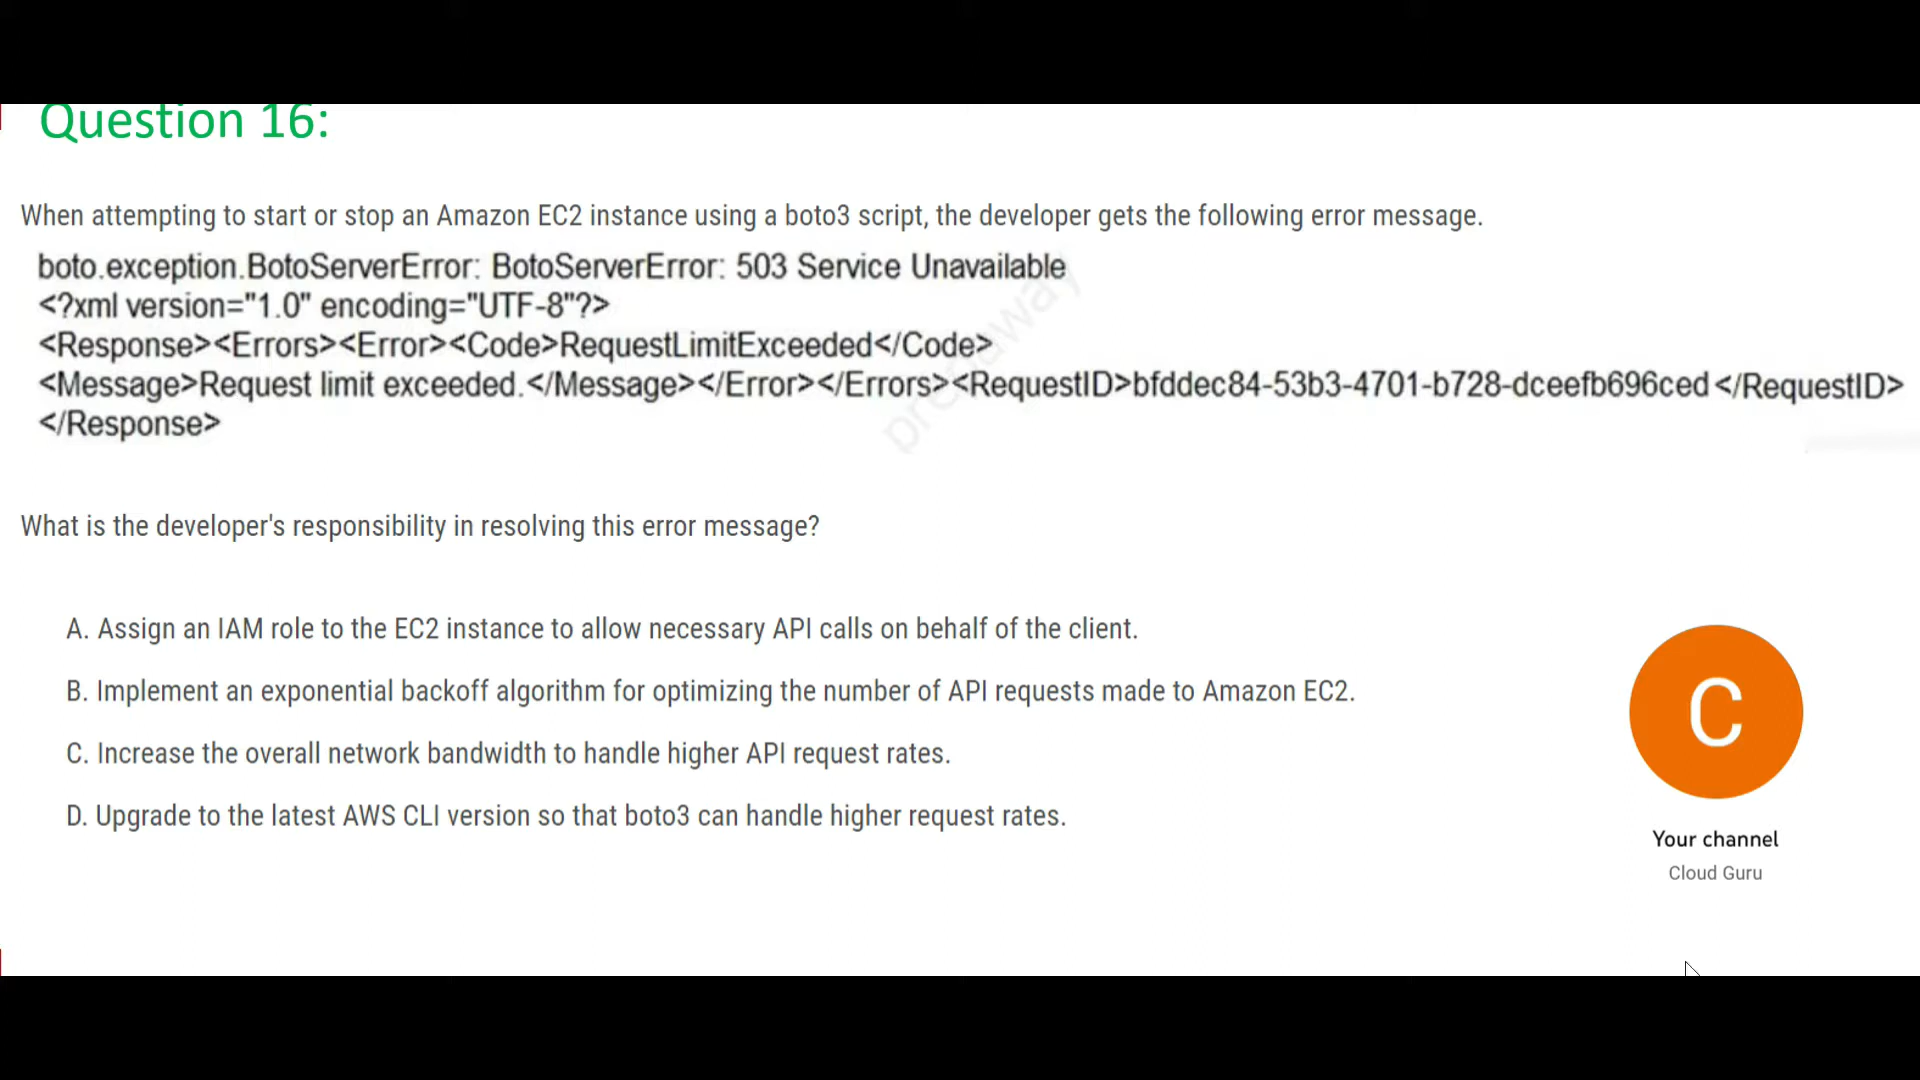 Question 16:
When attempting to start or stop an Amazon EC2 instance using a boto3 script, the developer gets the following error message.
boto.exception.BotoServerError: BotoServerError: 503 Service Unavailable
<?xml version="1.0" encoding="UTF-8"?>
<Response><Errors><Error><Code>RequestLimitExceeded</Code>
<Message>Request limit exceeded.</Message></Error></Errors><RequestID>bfddec84-53b3-4701-b728-dceefb696ced</RequestID>
</Response>
What is the developer's responsibility in resolving this error message?
A. Assign an IAM role to the EC2 instance to allow necessary API calls on behalf of the client.
B. Implement an exponential backoff algorithm for optimizing the number of API requests made to Amazon EC2.
C. Increase the overall network bandwidth to handle higher API request rates.
D. Upgrade to the latest AWS CLI version so that boto3 can handle higher request rates.
C
Your channel
Cloud Guru